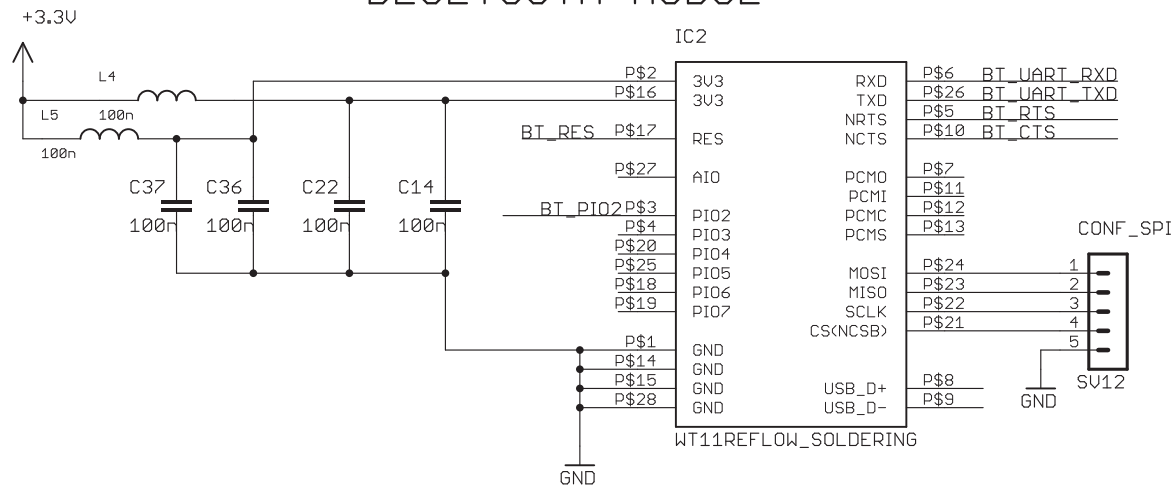 BLUETOOTH MODUL
+3.3V
IC2
L4
100n
L5
100n
C37
100n
C36
100n
C22
100n
C14
100n
P$2 3V3
P$16 3V3
BT_RES P$17 RES
P$27 AIO
BT_PIO2 P$3 PIO2
P$4 PIO3
P$20 PIO4
P$25 PIO5
P$18 PIO6
P$19 PIO7
P$1 GND
P$14 GND
P$15 GND
P$28 GND
GND
RXD P$6 BT_UART_RXD
TXD P$26 BT_UART_TXD
NRTS P$5 BT_RTS
NCTS P$10 BT_CTS
PCMO P$7
PCMI P$11
PCMC P$12
PCMS P$13
MOSI P$24
MISO P$23
SCLK P$22
CS(NCSB) P$21
USB_D+ P$8
USB_D- P$9
WT11REFLOW_SOLDERING
CONF_SPI
1
2
3
4
5
SV12
GND